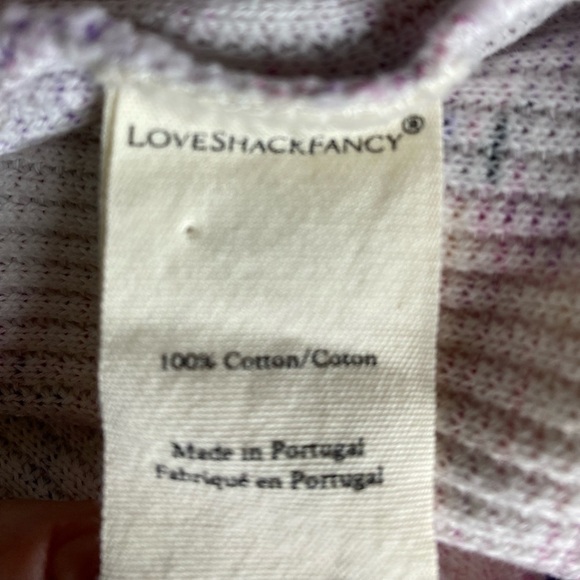 LOVESHACKFANCY®
100% Cotton/Coton
Made in Portugal
Fabriqué en Portugal